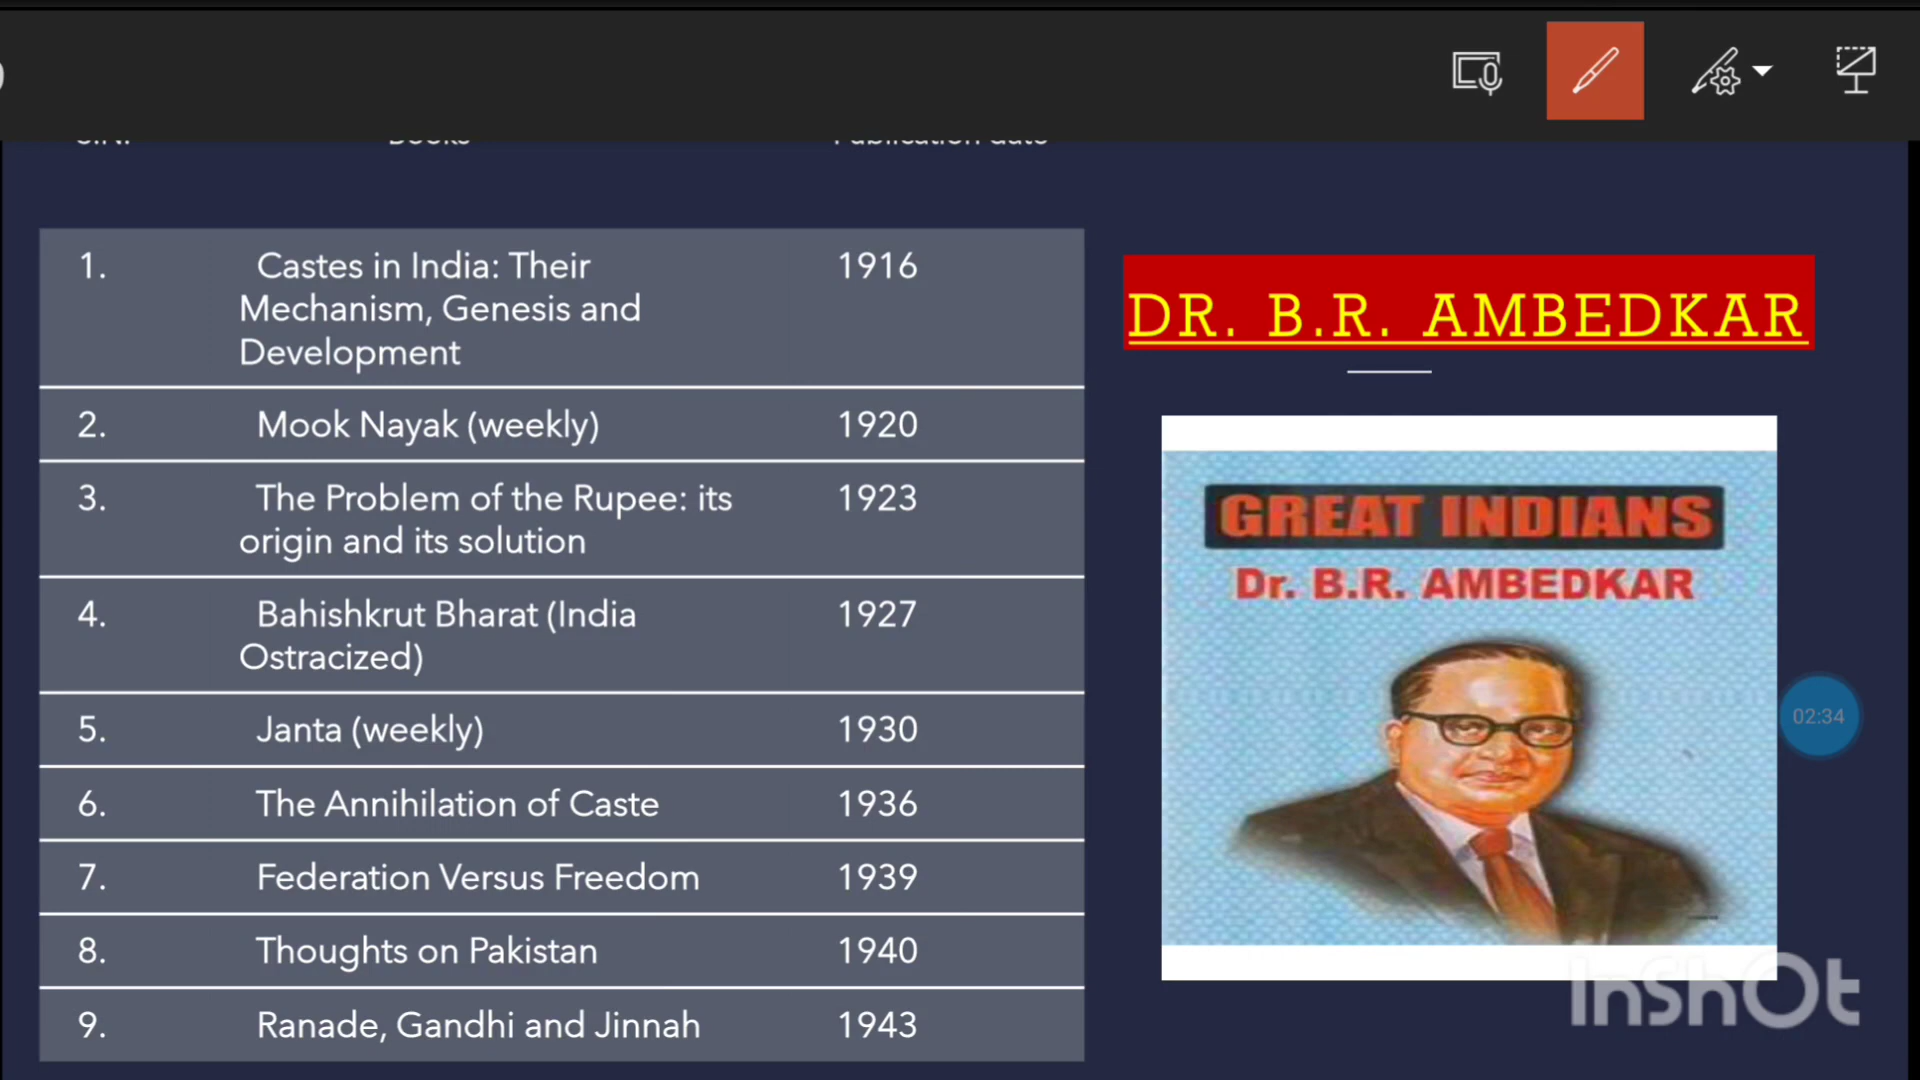 S.N. Books Publication date
1. Castes in India: Their 1916
Mechanism, Genesis and
Development
2. Mook Nayak (weekly) 1920
3. The Problem of the Rupee: its 1923
origin and its solution
4. Bahishkrut Bharat (India 1927
Ostracized)
5. Janta (weekly) 1930
6. The Annihilation of Caste 1936
7. Federation Versus Freedom 1939
8. Thoughts on Pakistan 1940
9. Ranade, Gandhi and Jinnah 1943
DR. B.R. AMBEDKAR
GREAT INDIANS
Dr. B.R. AMBEDKAR
02:34
InShOt